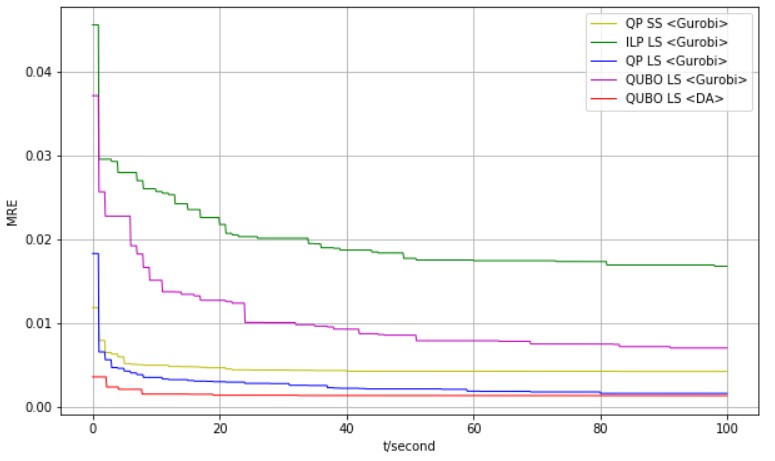 QP SS <Gurobi>
ILP LS <Gurobi>
QP LS <Gurobi>
QUBO LS <Gurobi>
QUBO LS <DA>
0.04
0.03
0.02
0.01
0.00
MRE
0 20 40 60 80 100
t/second